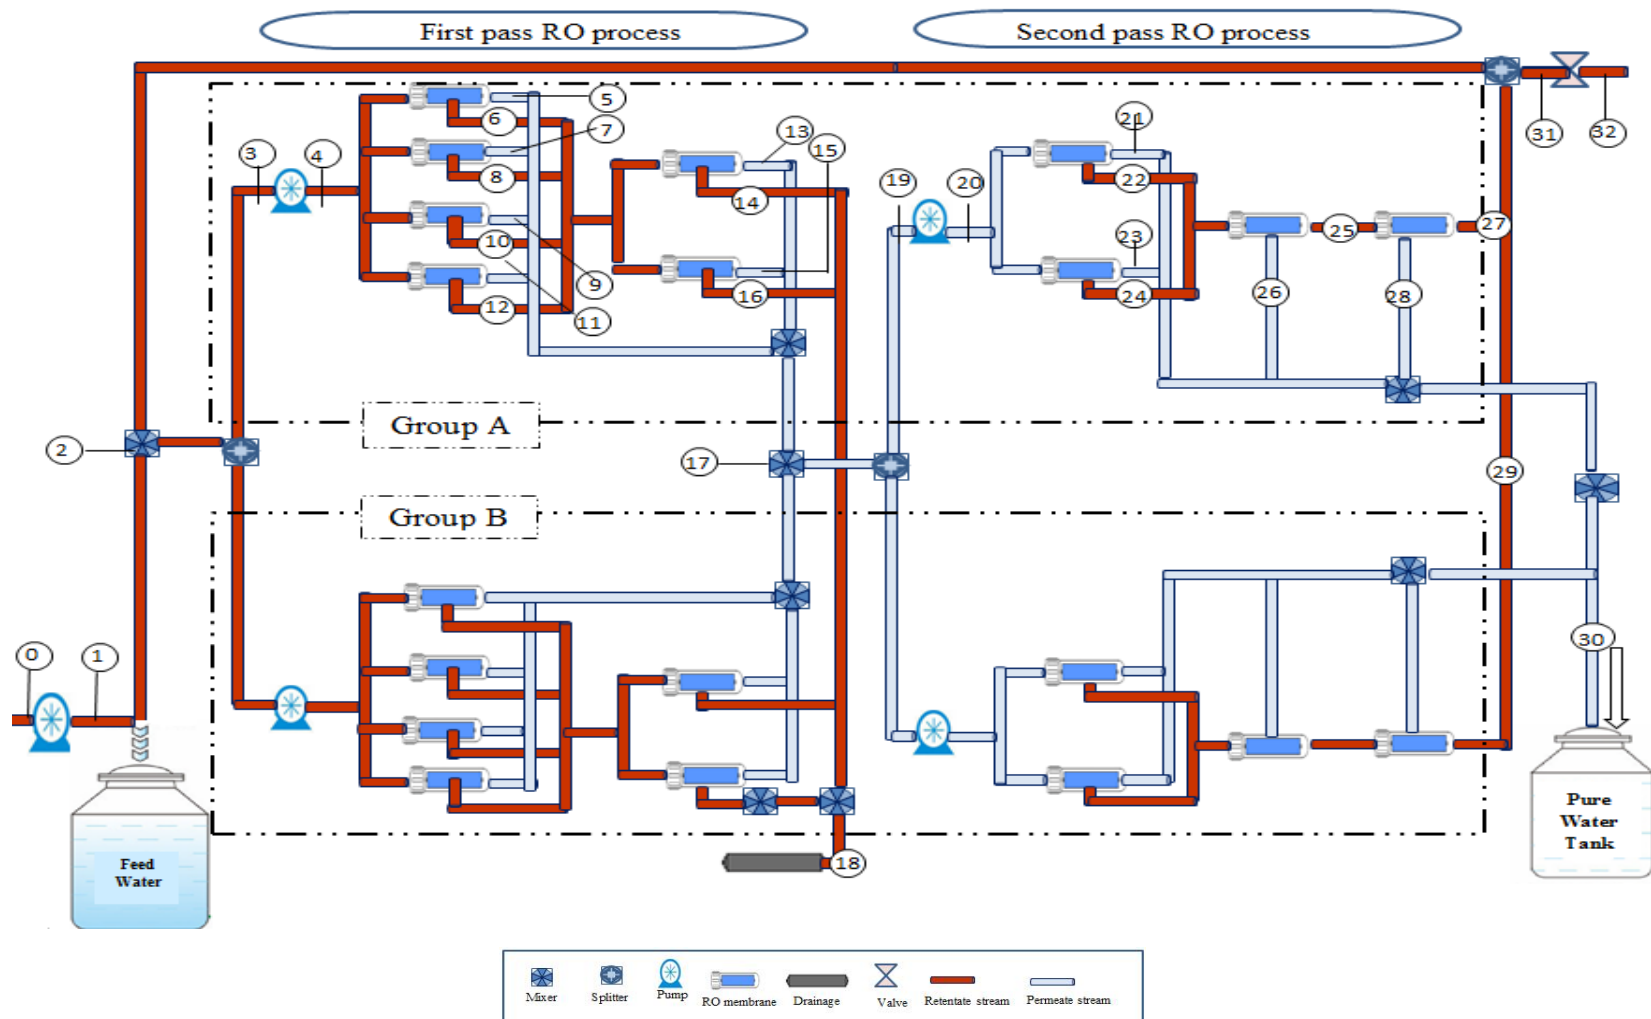 First pass RO process
Second pass RO process
5
6
7
8
3
4
13
15
14
10
9
16
12
11
21
22
19
20
23
24
25
27
26
28
31
32
Group A
2
17
29
Group B
0
1
30
18
Feed
Water
Pure
Water
Tank
Mixer
Splitter
Pump
RO membrane
Drainage
Valve
Retentate stream
Permeate stream